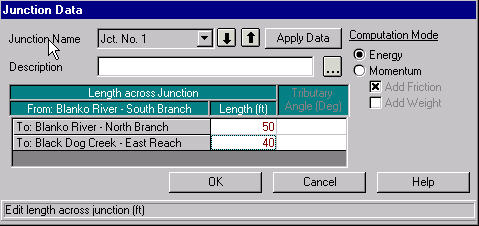 Junction Data
Junction Name
Jct. No. 1
Apply Data
Computation Mode
Energy
Momentum
Add Friction
Add Weight
Description
...
Length across Junction
Tributary
From: Blanko River - South Branch
Length (ft)
Angle (Deg)
To: Blanko River - North Branch
50
To: Black Dog Creek - East Reach
40
OK
Cancel
Help
Edit length across junction (ft)